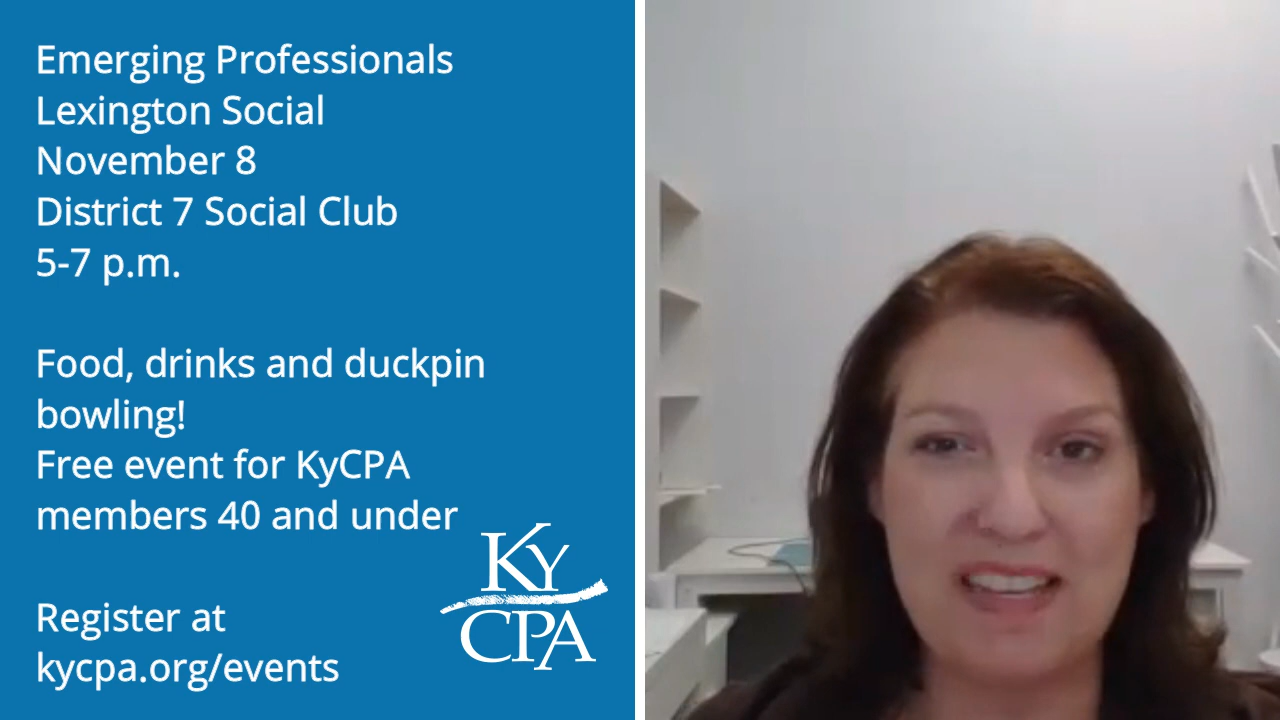 Emerging Professionals
Lexington Social
November 8
District 7 Social Club
5-7 p.m.
Food, drinks and duckpin
bowling!
Free event for KyCPA
members 40 and under
Register at
kycpa.org/events
KY
CPA